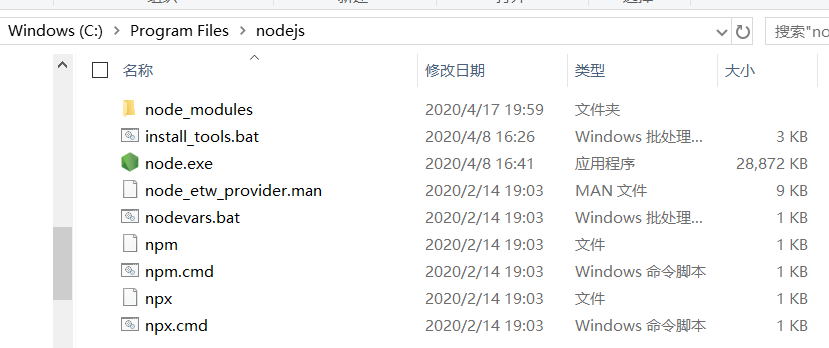 Windows (C:) > Program Files > nodejs 搜索"no
名称 修改日期 类型 大小
node_modules 2020/4/17 19:59 文件夹
install_tools.bat 2020/4/8 16:26 Windows 批处理... 3 KB
node.exe 2020/4/8 16:41 应用程序 28,872 KB
node_etw_provider.man 2020/2/14 19:03 MAN 文件 9 KB
nodevars.bat 2020/2/14 19:03 Windows 批处理... 1 KB
npm 2020/2/14 19:03 文件 1 KB
npm.cmd 2020/2/14 19:03 Windows 命令脚本 1 KB
npx 2020/2/14 19:03 文件 1 KB
npx.cmd 2020/2/14 19:03 Windows 命令脚本 1 KB